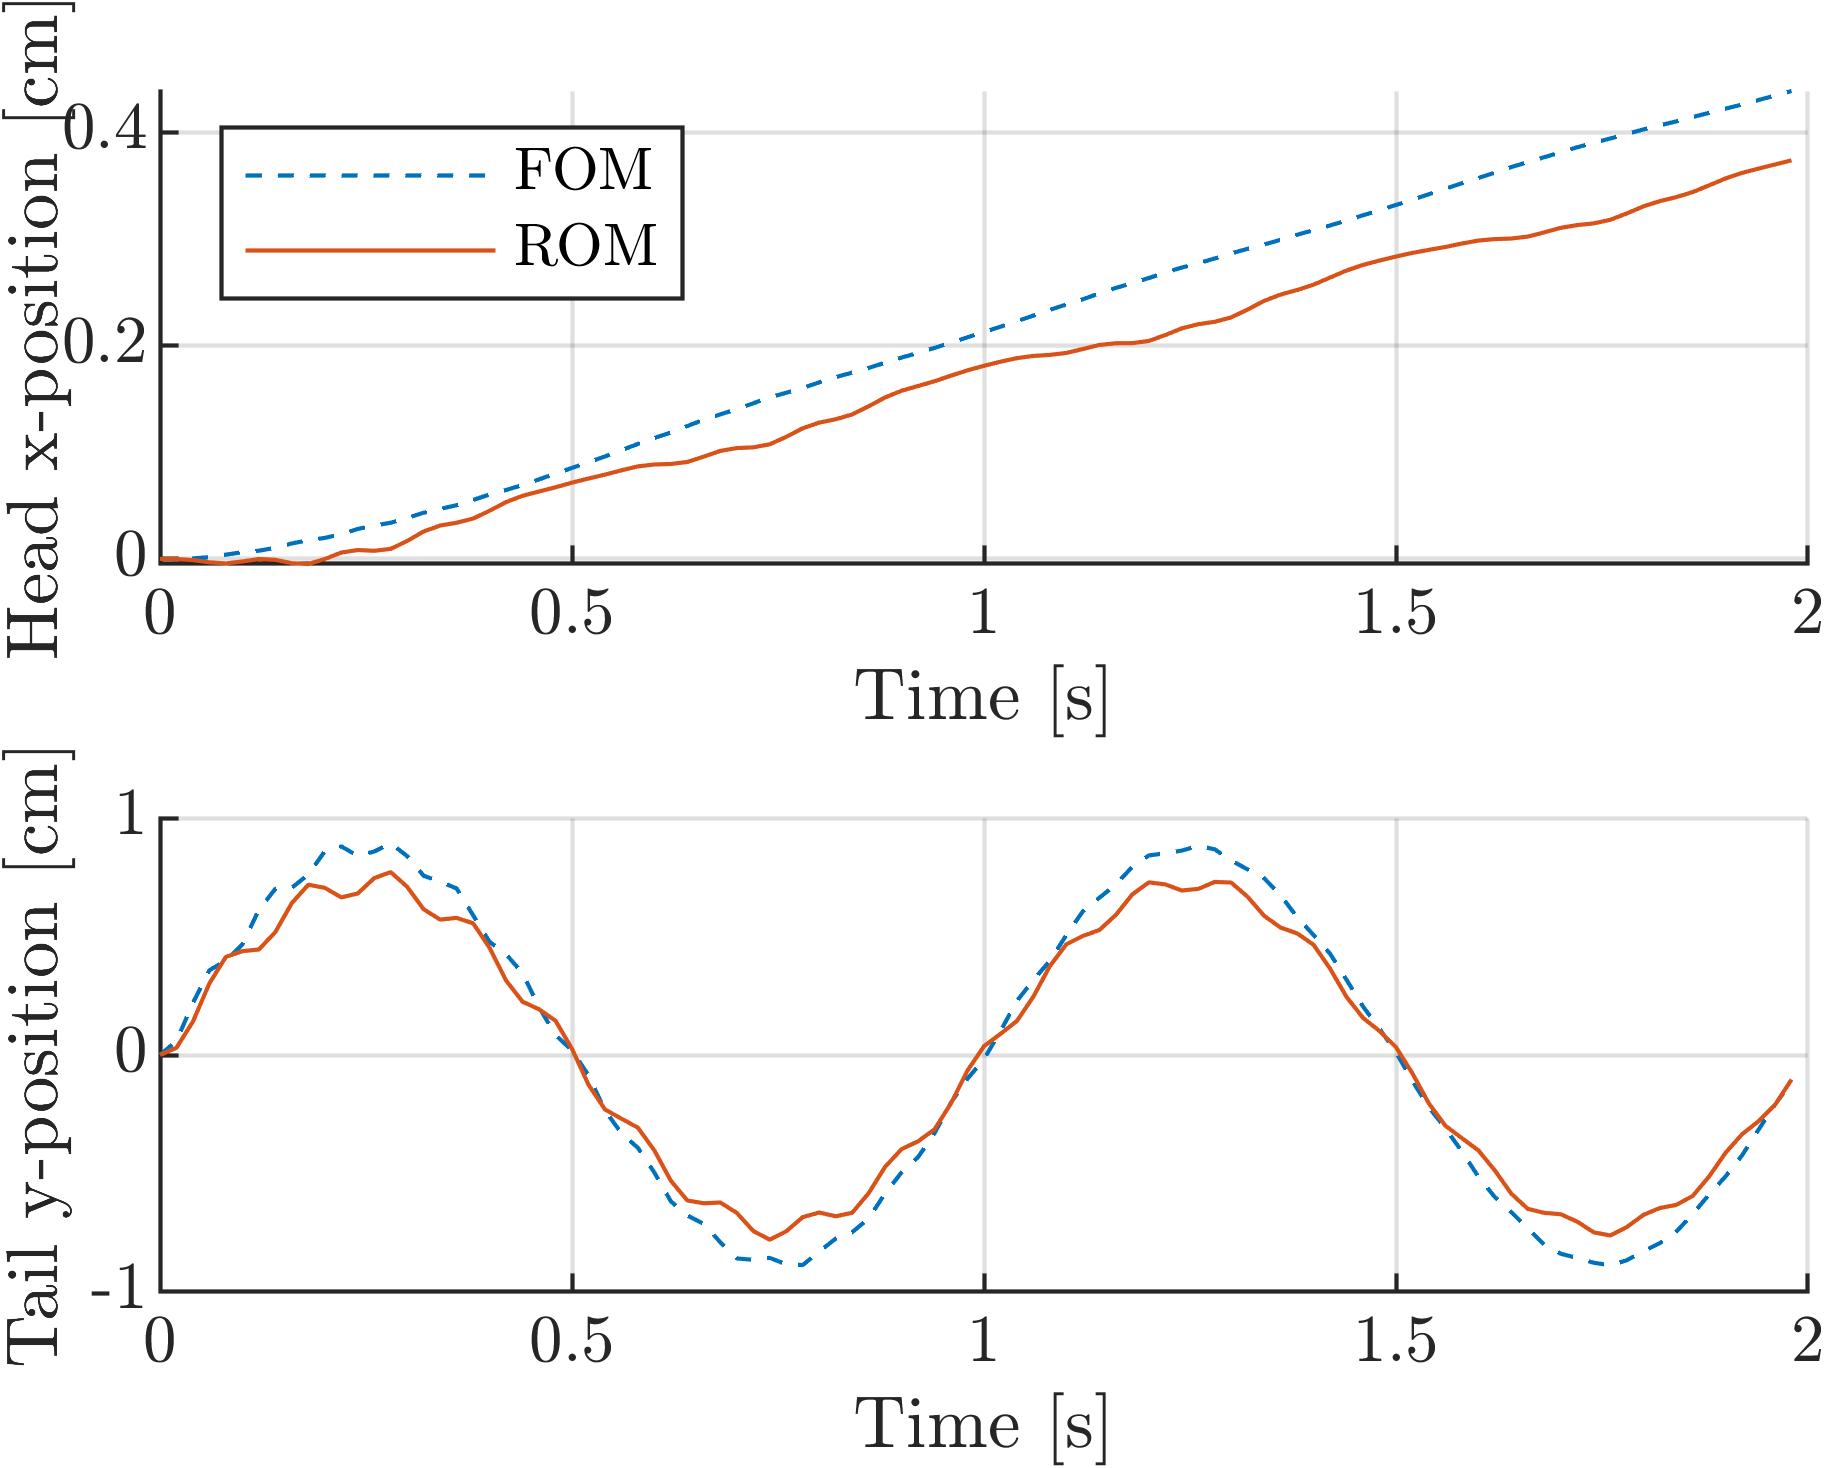 Head x-position [cm]
0.4
0.2
0
FOM
ROM
0 0.5 1 1.5 2
Time [s]
Tail y-position [cm]
1
0
-1
0 0.5 1 1.5 2
Time [s]